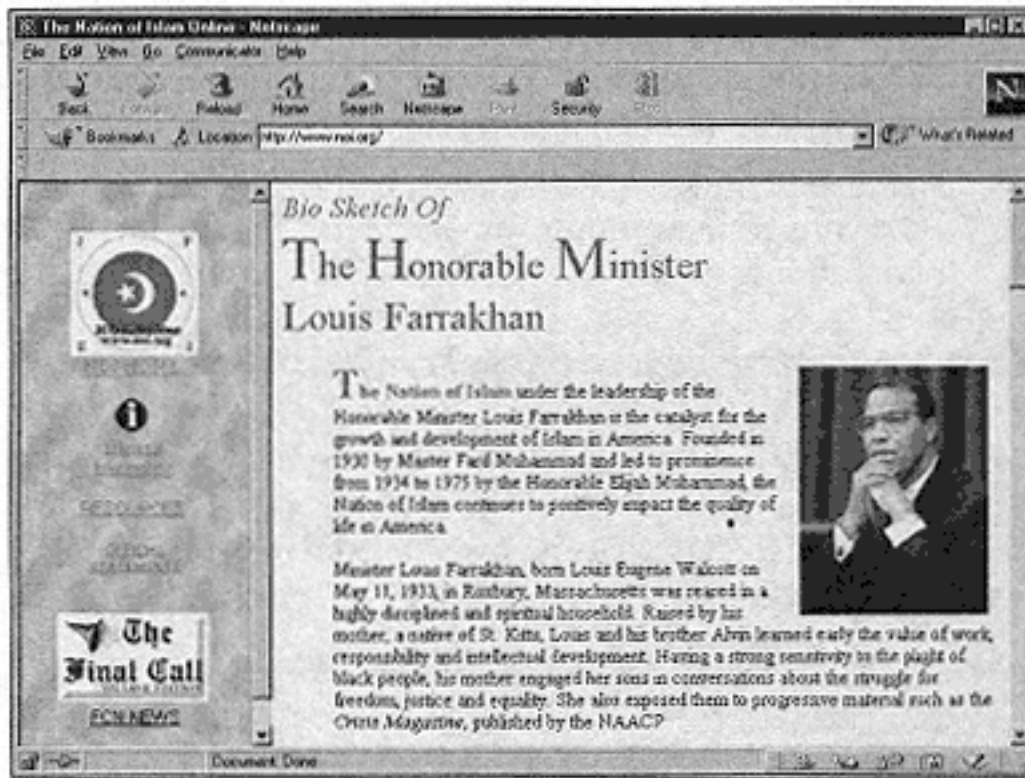 The Nation of Islam Online - Netscape
File Edit View Go Communicator Help
Back Forward Reload Home Search Netscape Print Security Stop
Bookmarks Location http://www.noi.org/ What's Related
Bio Sketch Of
The Honorable Minister
Louis Farrakhan
The Nation of Islam under the leadership of the
Honorable Minister Louis Farrakhan is the catalyst for the
growth and development of Islam in America. Founded in
1930 by Master Fard Muhammad and led to prominence
from 1934 to 1975 by the Honorable Elijah Muhammad, the
Nation of Islam continues to positively impact the quality of
life in America.
Minister Louis Farrakhan, born Louis Eugene Walcott on
May 11, 1933, in Roxbury, Massachusetts was reared in a
highly disciplined and spiritual household. Raised by his
mother, a native of St. Kitts, Louis and his brother Alvin learned early the value of work,
responsibility and intellectual development. Having a strong sensitivity to the plight of
black people, his mother engaged her sons in conversations about the struggle for
freedom, justice and equality. She also exposed them to progressive material such as the
Crisis Magazine, published by the NAACP
RESOURCES
OFFICIAL
STATEMENTS
The
Final Call
FCN NEWS
Document: Done